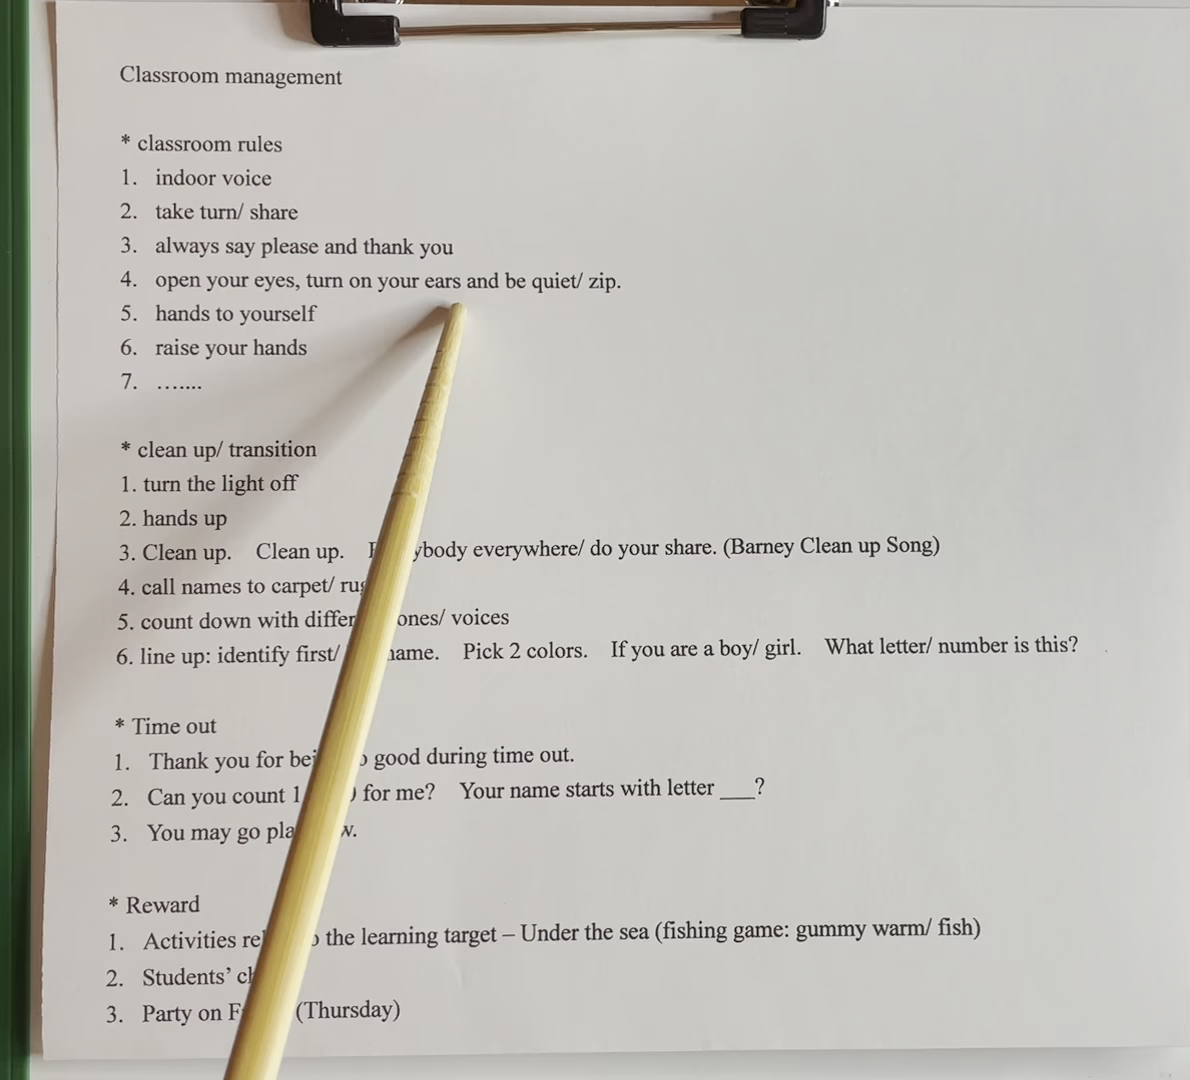 Classroom management
* classroom rules
1. indoor voice
2. take turn/ share
3. always say please and thank you
4. open your eyes, turn on your ears and be quiet/ zip.
5. hands to yourself
6. raise your hands
7. .......
* clean up/ transition
1. turn the light off
2. hands up
3. Clean up. Clean up. everywhere/ do your share. (Barney Clean up Song)
4. call names to carpet/
5. count down with voices
6. line up: identify first/ Pick 2 colors. If you are a boy/ girl. What letter/ number is this?
* Time out
1. Thank you for good during time out.
2. Can you count 1 for me? Your name starts with letter ___?
3. You may go
* Reward
1. Activities the learning target – Under the sea (fishing game: gummy warm/ fish)
2. Students’
3. Party on (Thursday)